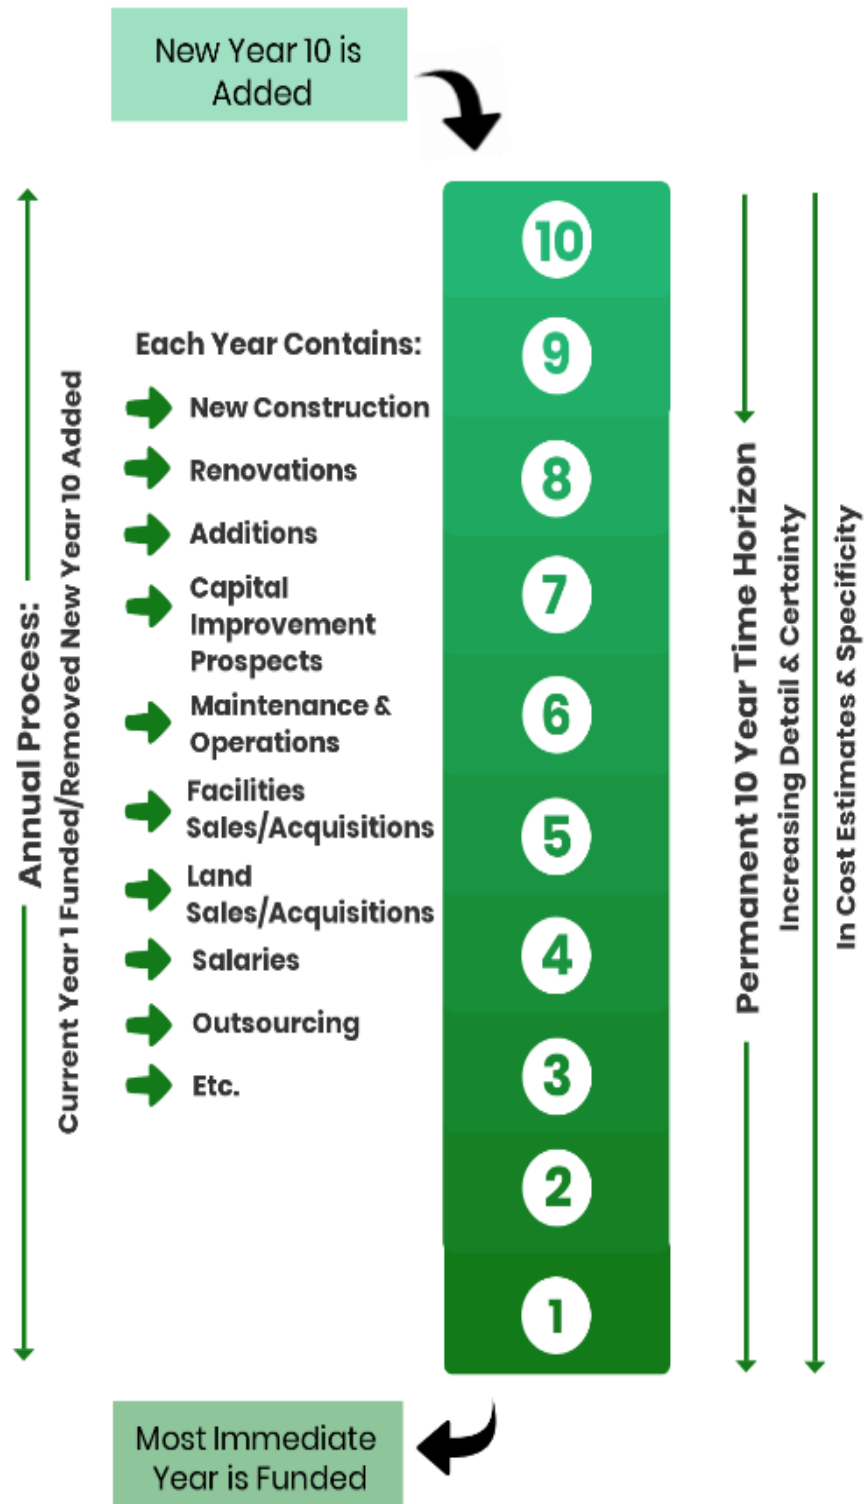 New Year 10 is
Added
Annual Process:
Current Year 1 Funded/Removed New Year 10 Added
Each Year Contains:
New Construction
Renovations
Additions
Capital
Improvement
Prospects
Maintenance &
Operations
Facilities
Sales/Acquisitions
Land
Sales/Acquisitions
Salaries
Outsourcing
Etc.
10
9
8
7
6
5
4
3
2
1
Permanent 10 Year Time Horizon
Increasing Detail & Certainty
In Cost Estimates & Specificity
Most Immediate
Year is Funded